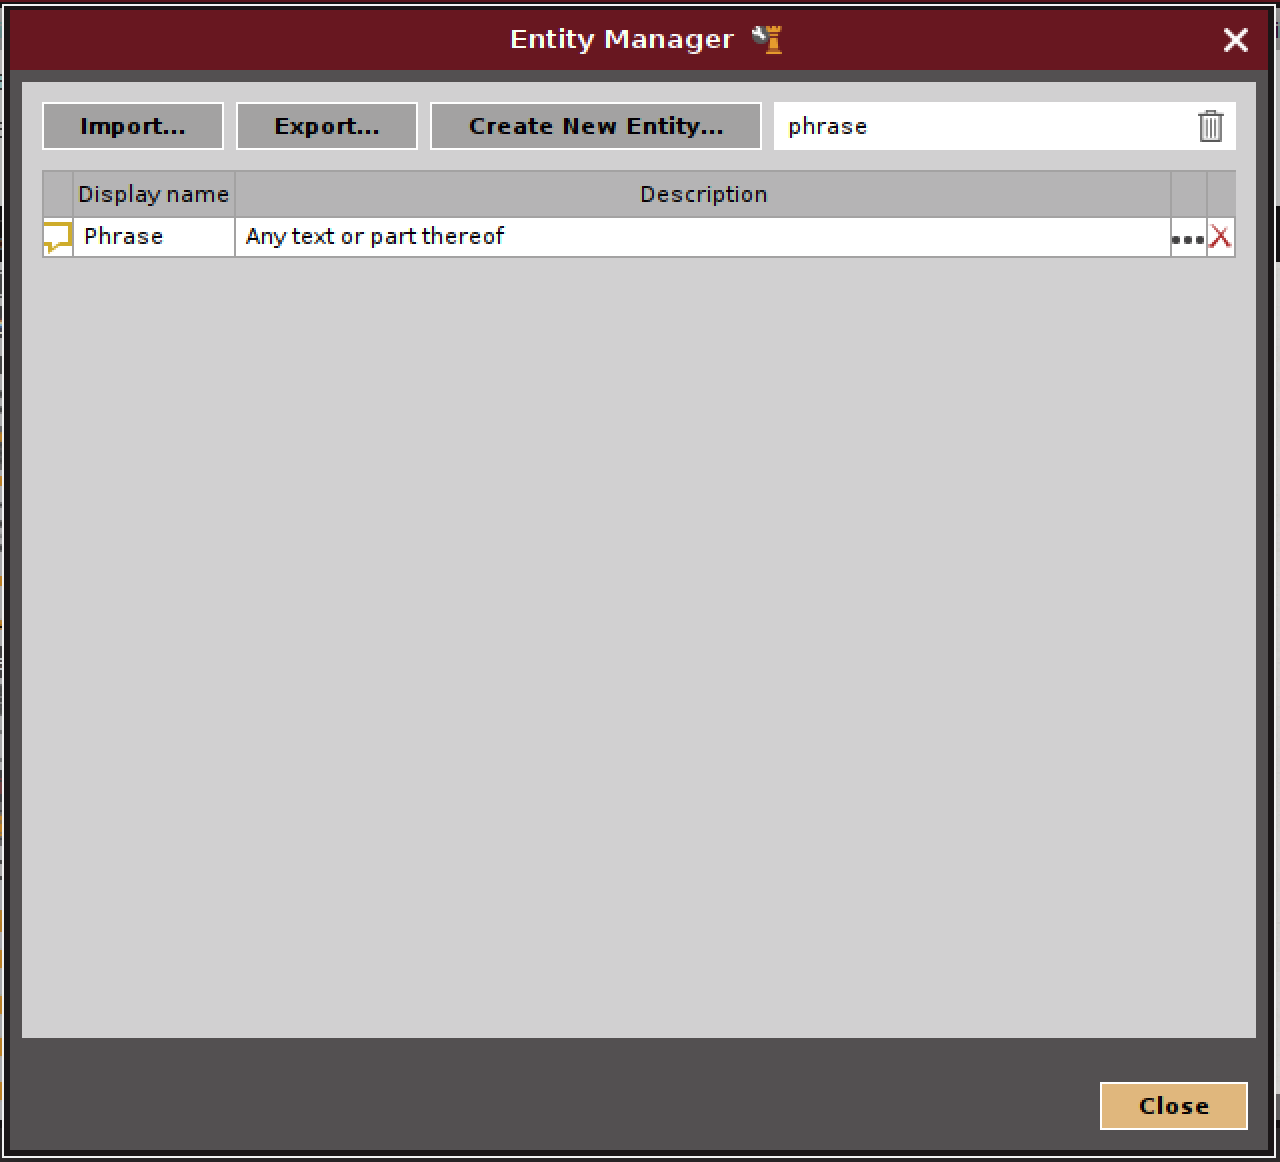 Entity Manager
Import... Export... Create New Entity... phrase
Display name Description
Phrase Any text or part thereof
Close